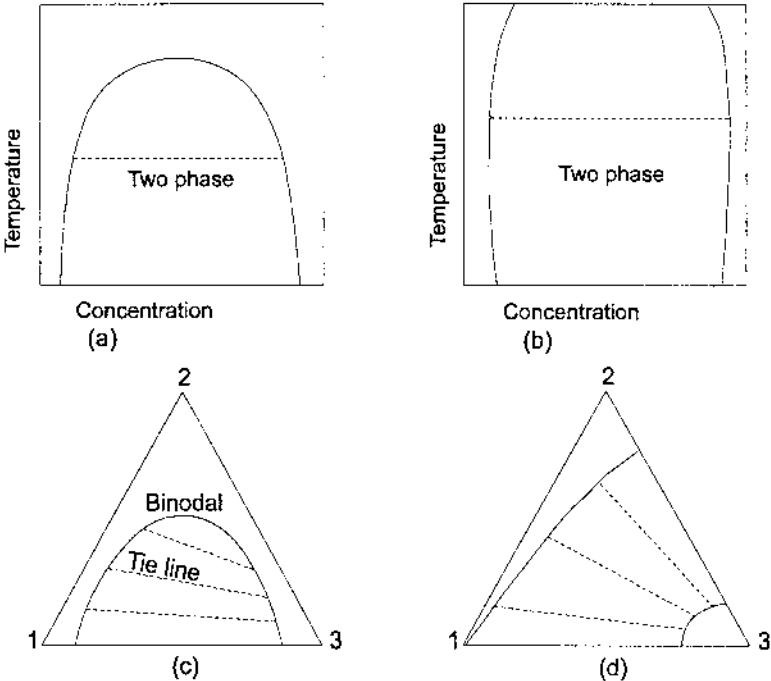 Temperature
Two phase
Concentration
(a)
Temperature
Two phase
Concentration
(b)
2
Binodal
Tie line
1
3
(c)
2
1
3
(d)